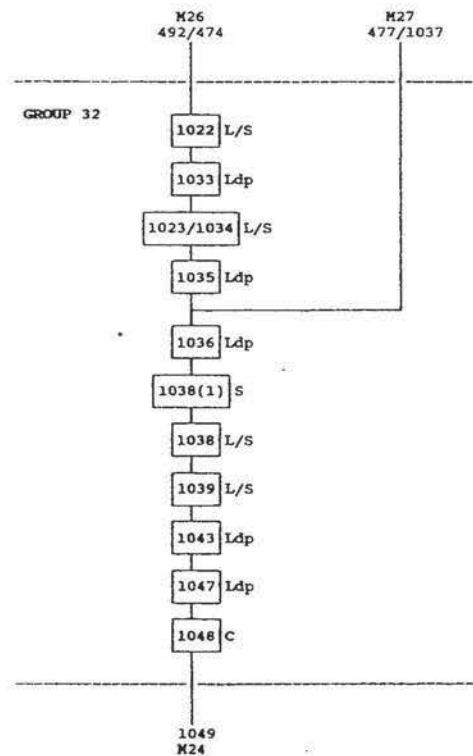 M26 M27
492/474 477/1037
GROUP 32
1022 L/S
1033 Ldp
1023/1034 L/S
1035 Ldp
1036 Ldp
1038(1) S
1038 L/S
1039 L/S
1043 Ldp
1047 Ldp
1048 C
1049
M24